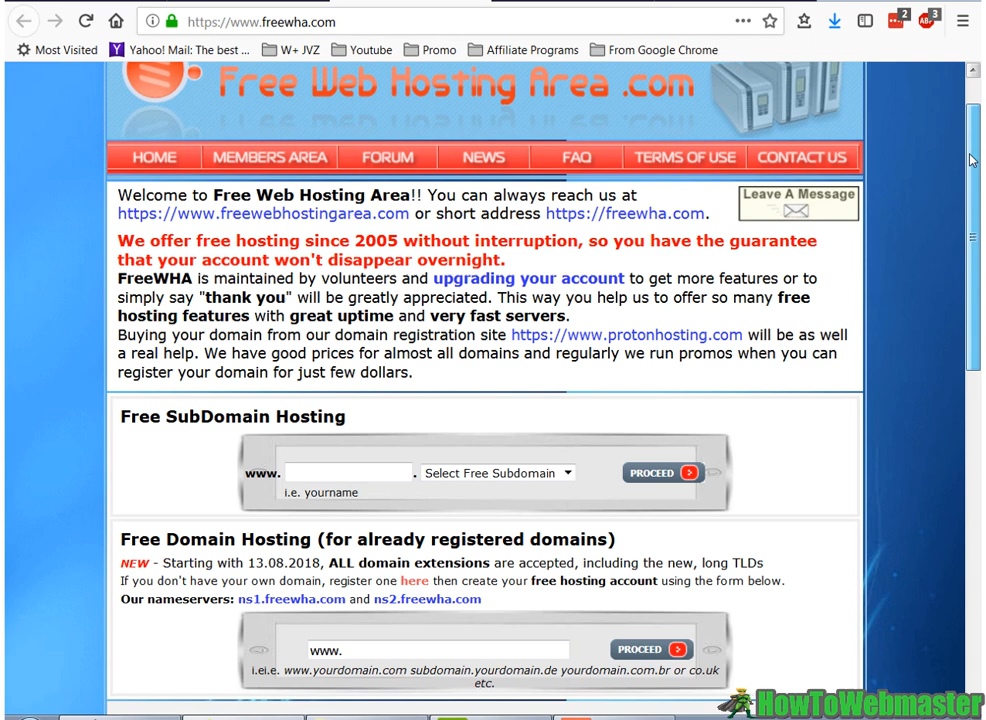 https://www.freewha.com
2
3
Most Visited
Yahoo! Mail: The best ...
W+ JVZ
Youtube
Promo
Affiliate Programs
From Google Chrome
Free Web Hosting Area .com
HOME
MEMBERS AREA
FORUM
NEWS
FAQ
TERMS OF USE
CONTACT US
Welcome to Free Web Hosting Area!! You can always reach us at
https://www.freewebhostingarea.com or short address https://freewha.com.
Leave A Message
We offer free hosting since 2005 without interruption, so you have the guarantee
that your account won't disappear overnight.
FreeWHA is maintained by volunteers and upgrading your account to get more features or to
simply say "thank you" will be greatly appreciated. This way you help us to offer so many free
hosting features with great uptime and very fast servers.
Buying your domain from our domain registration site https://www.protonhosting.com will be as well
a real help. We have good prices for almost all domains and regularly we run promos when you can
register your domain for just few dollars.
Free SubDomain Hosting
www.
. Select Free Subdomain
PROCEED
i.e. yourname
Free Domain Hosting (for already registered domains)
NEW - Starting with 13.08.2018, ALL domain extensions are accepted, including the new, long TLDs
If you don't have your own domain, register one here then create your free hosting account using the form below.
Our nameservers: ns1.freewha.com and ns2.freewha.com
www.
PROCEED
i.ei.e. www.yourdomain.com subdomain.yourdomain.de yourdomain.com.br or co.uk
etc.
HowToWebmaster